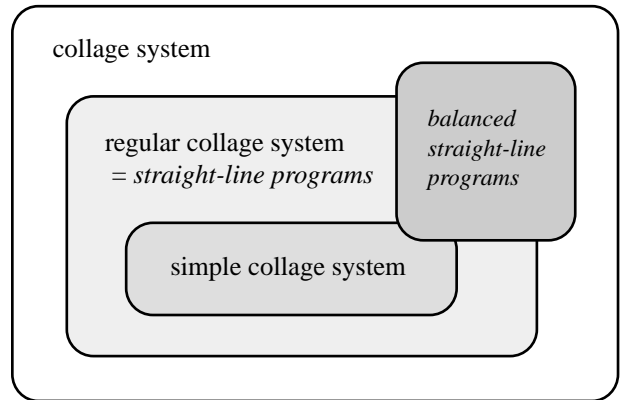 collage system
regular collage system
= straight-line programs
balanced
straight-line
programs
simple collage system